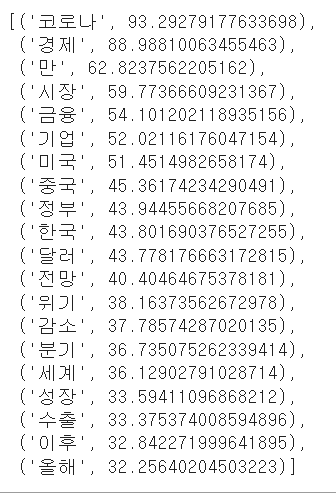 [('코로나', 93.29279177633698),
('경제', 88.98810063455463),
('만', 62.8237562205162),
('시장', 59.77366609231367),
('금융', 54.101202118935156),
('기업', 52.02116176047154),
('미국', 51.4514982658174),
('중국', 45.36174234290491),
('정부', 43.94455668207685),
('한국', 43.801690376527255),
('달러', 43.778176663172815),
('전망', 40.40464675378181),
('위기', 38.16373562672978),
('감소', 37.78574287020135),
('분기', 36.735075262339414),
('세계', 36.12902791028714),
('성장', 33.59411096868212),
('수출', 33.375374008594896),
('이후', 32.842271999641895),
('올해', 32.25640204503223)]